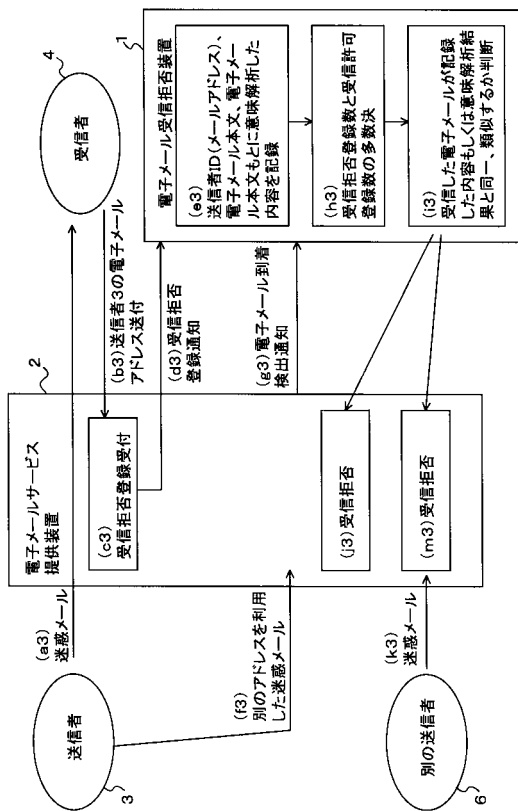 送信者
3
(a3)
迷惑メール
(f3)
別のアドレスを利用
した迷惑メール
別の送信者
6
(k3)
迷惑メール
電子メールサービス
提供装置
2
(c3)
受信拒否登録受付
(j3)受信拒否
(m3)受信拒否
受信者
4
(b3)送信者3の電子メール
アドレス送付
(d3)受信拒否
登録通知
(g3)電子メール到着
検出通知
1
電子メール受信拒否装置
(e3)
送信者ID(メールアドレス)、
電子メール本文、電子メー
ル本文もとに意味解析した
内容を記録
(h3)
受信拒否登録数と受信許可
登録数の多数決
(i3)
受信した電子メールが記録
した内容もしくは意味解析結
果と同一、類似するか判断